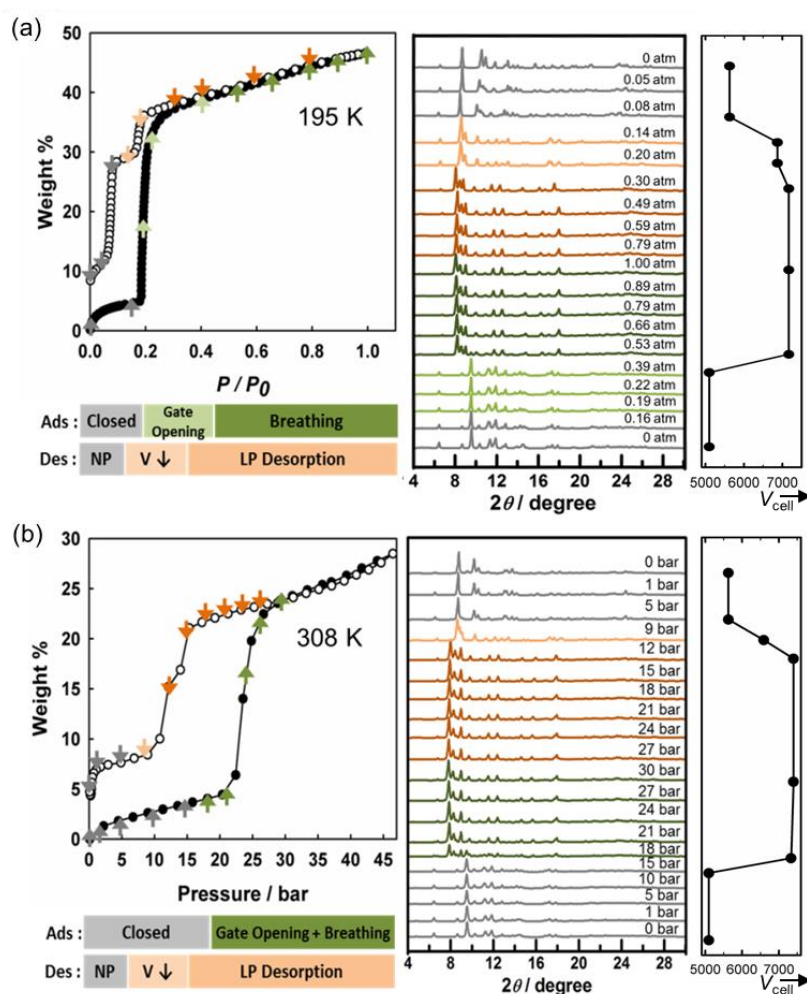 (a)
50
40
30
20
10
0
Weight %
195 K
0.0 0.2 0.4 0.6 0.8 1.0
P / P0
Ads : Closed Gate Opening Breathing
Des : NP V ↓ LP Desorption
0 atm
0.05 atm
0.08 atm
0.14 atm
0.20 atm
0.30 atm
0.49 atm
0.59 atm
0.79 atm
1.00 atm
0.89 atm
0.79 atm
0.66 atm
0.53 atm
0.39 atm
0.22 atm
0.19 atm
0.16 atm
0 atm
4 8 12 16 20 24 28
2θ / degree
5000 6000 7000
Vcell
(b)
30
25
20
15
10
5
0
Weight %
308 K
0 5 10 15 20 25 30 35 40 45
Pressure / bar
Ads : Closed Gate Opening + Breathing
Des : NP V ↓ LP Desorption
0 bar
1 bar
5 bar
9 bar
12 bar
15 bar
18 bar
21 bar
24 bar
27 bar
30 bar
27 bar
24 bar
21 bar
18 bar
15 bar
10 bar
5 bar
1 bar
0 bar
4 8 12 16 20 24 28
2θ / degree
5000 6000 7000
Vcell